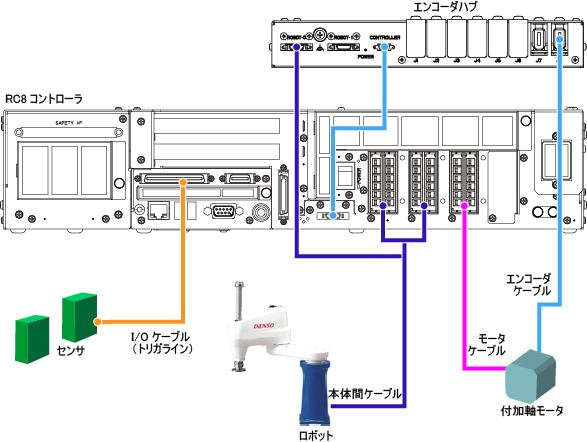 エンコーダハブ
ROBOT-0
ROBOT-1
CONTROLLER
POWER
J1
J2
J3
J4
J5
J6
J7
RC8 コントローラ
エンコーダ
ケーブル
I/O ケーブル
(トリガライン)
センサ
DENSO
モータ
ケーブル
本体間ケーブル
付加軸モータ
ロボット